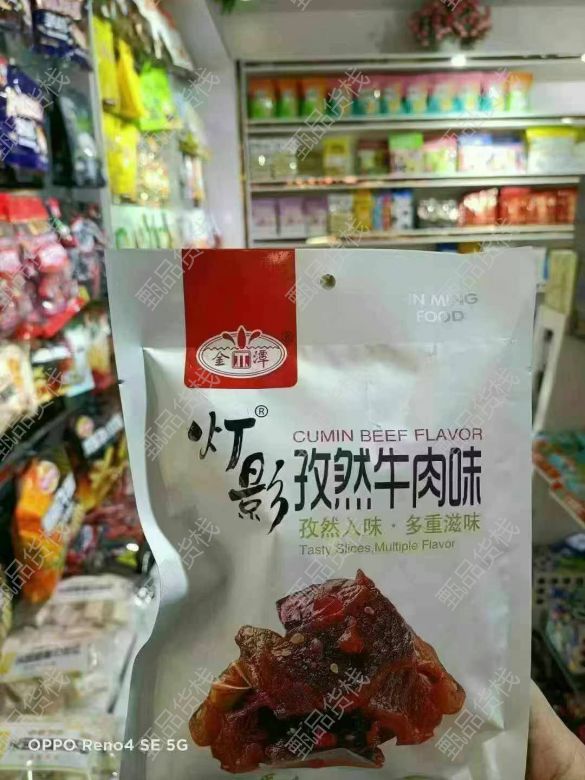 IN MING
FOOD
金潭
®
灯影®
CUMIN BEEF FLAVOR
孜然牛肉味
孜然入味·多重滋味
Tasty Slices,Multiple Flavor
OPPO Reno4 SE 5G
甄品货栈